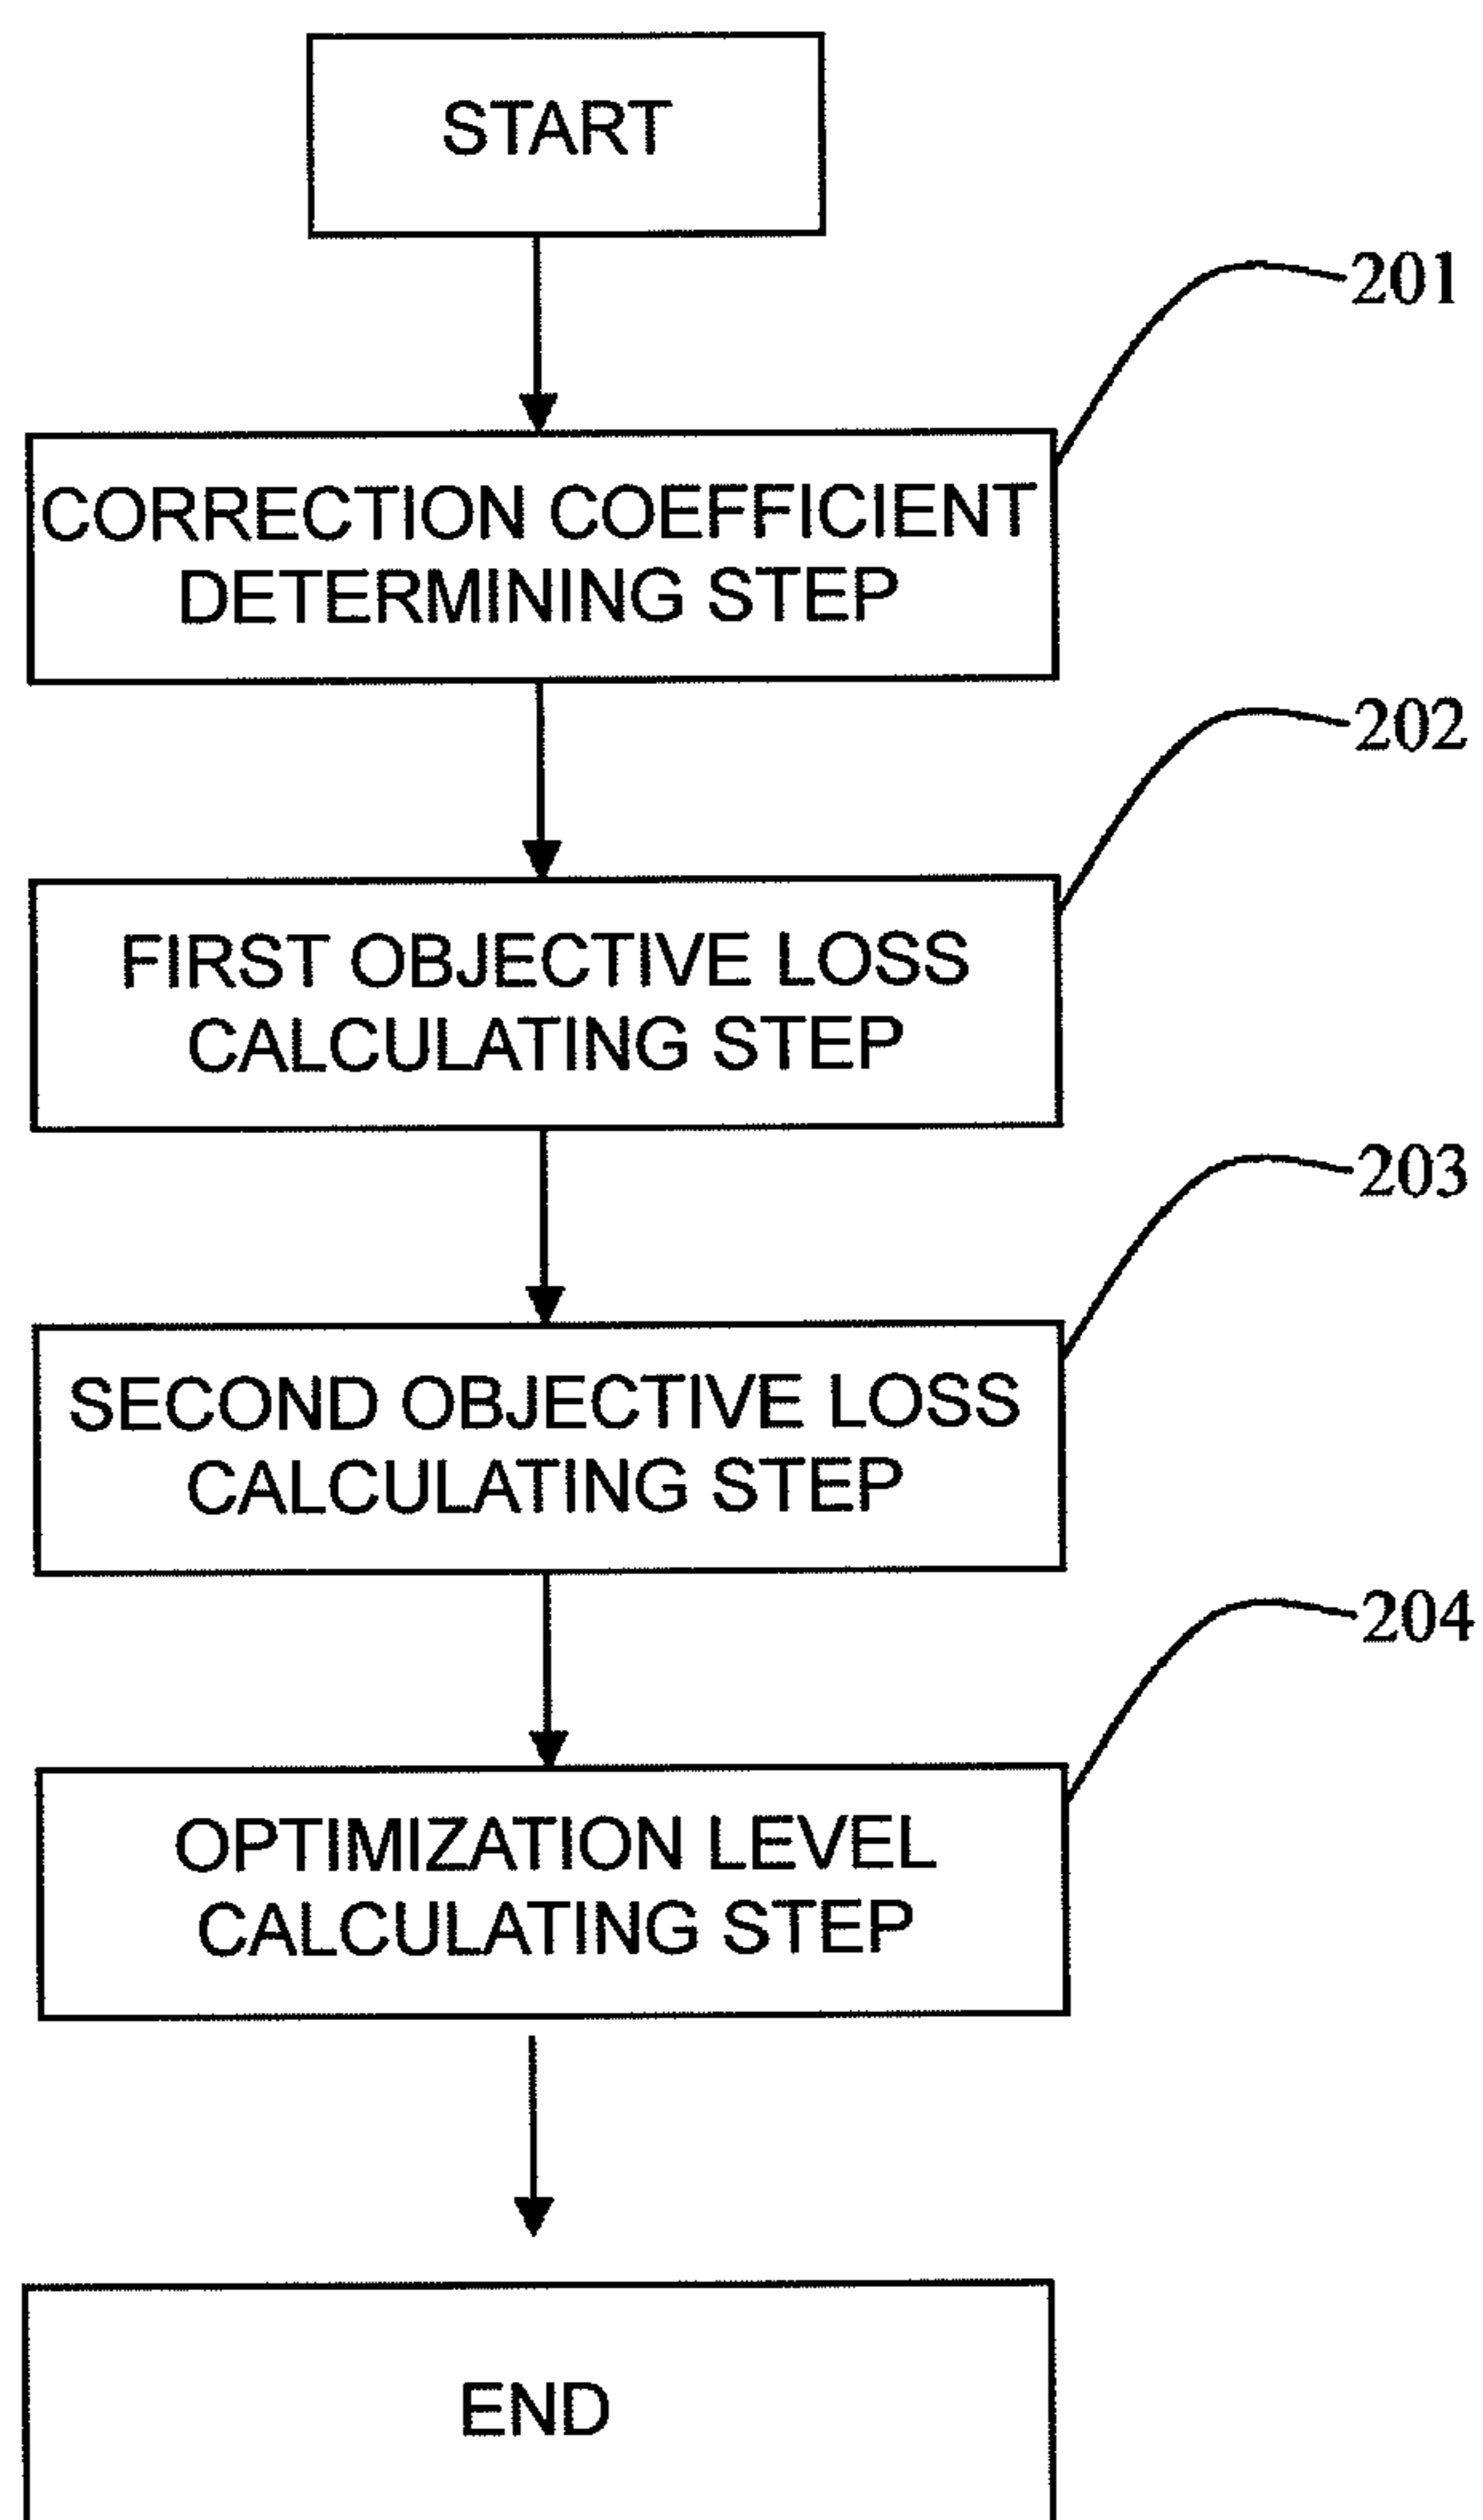 START
201
CORRECTION COEFFICIENT
DETERMINING STEP
202
FIRST OBJECTIVE LOSS
CALCULATING STEP
203
SECOND OBJECTIVE LOSS
CALCULATING STEP
204
OPTIMIZATION LEVEL
CALCULATING STEP
END